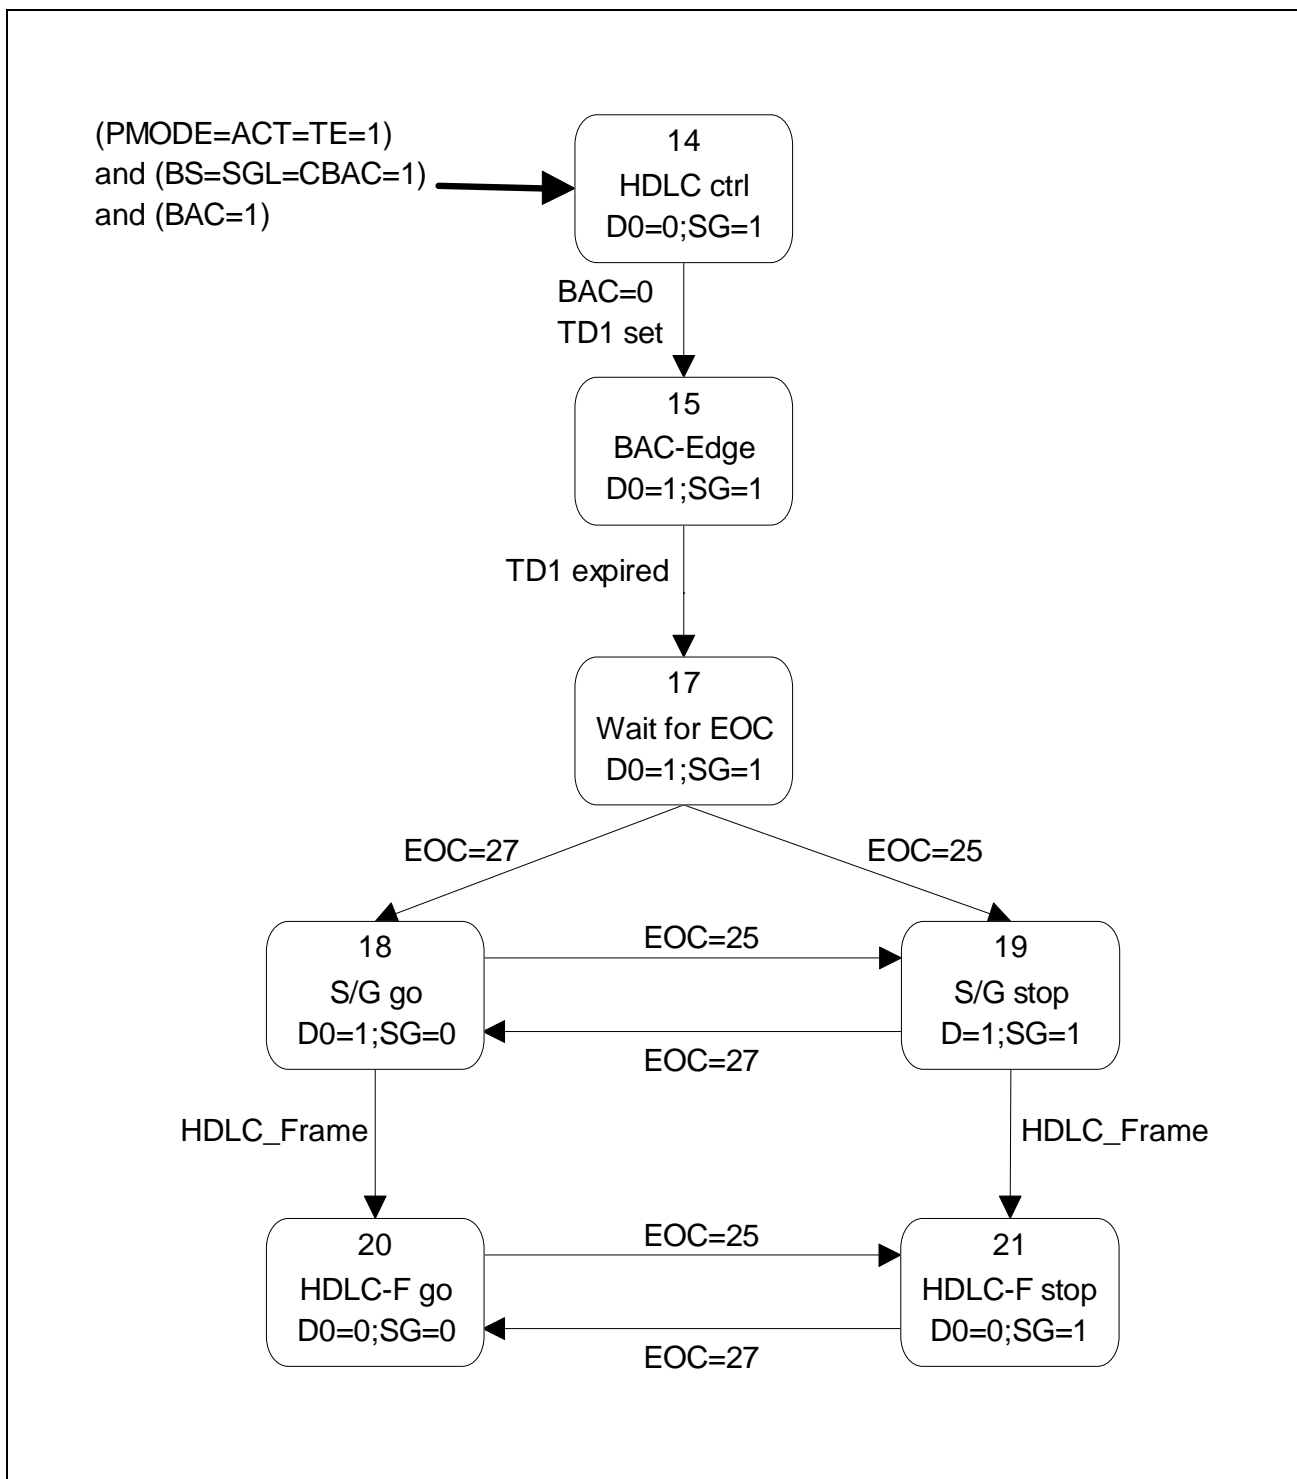 (PMODE=ACT=TE=1)
and (BS=SGL=CBAC=1)
and (BAC=1)
14
HDLC ctrl
D0=0;SG=1
BAC=0
TD1 set
15
BAC-Edge
D0=1;SG=1
TD1 expired
17
Wait for EOC
D0=1;SG=1
EOC=27
EOC=25
18
S/G go
D0=1;SG=0
EOC=25
EOC=27
19
S/G stop
D=1;SG=1
HDLC_Frame
HDLC_Frame
20
HDLC-F go
D0=0;SG=0
EOC=25
EOC=27
21
HDLC-F stop
D0=0;SG=1